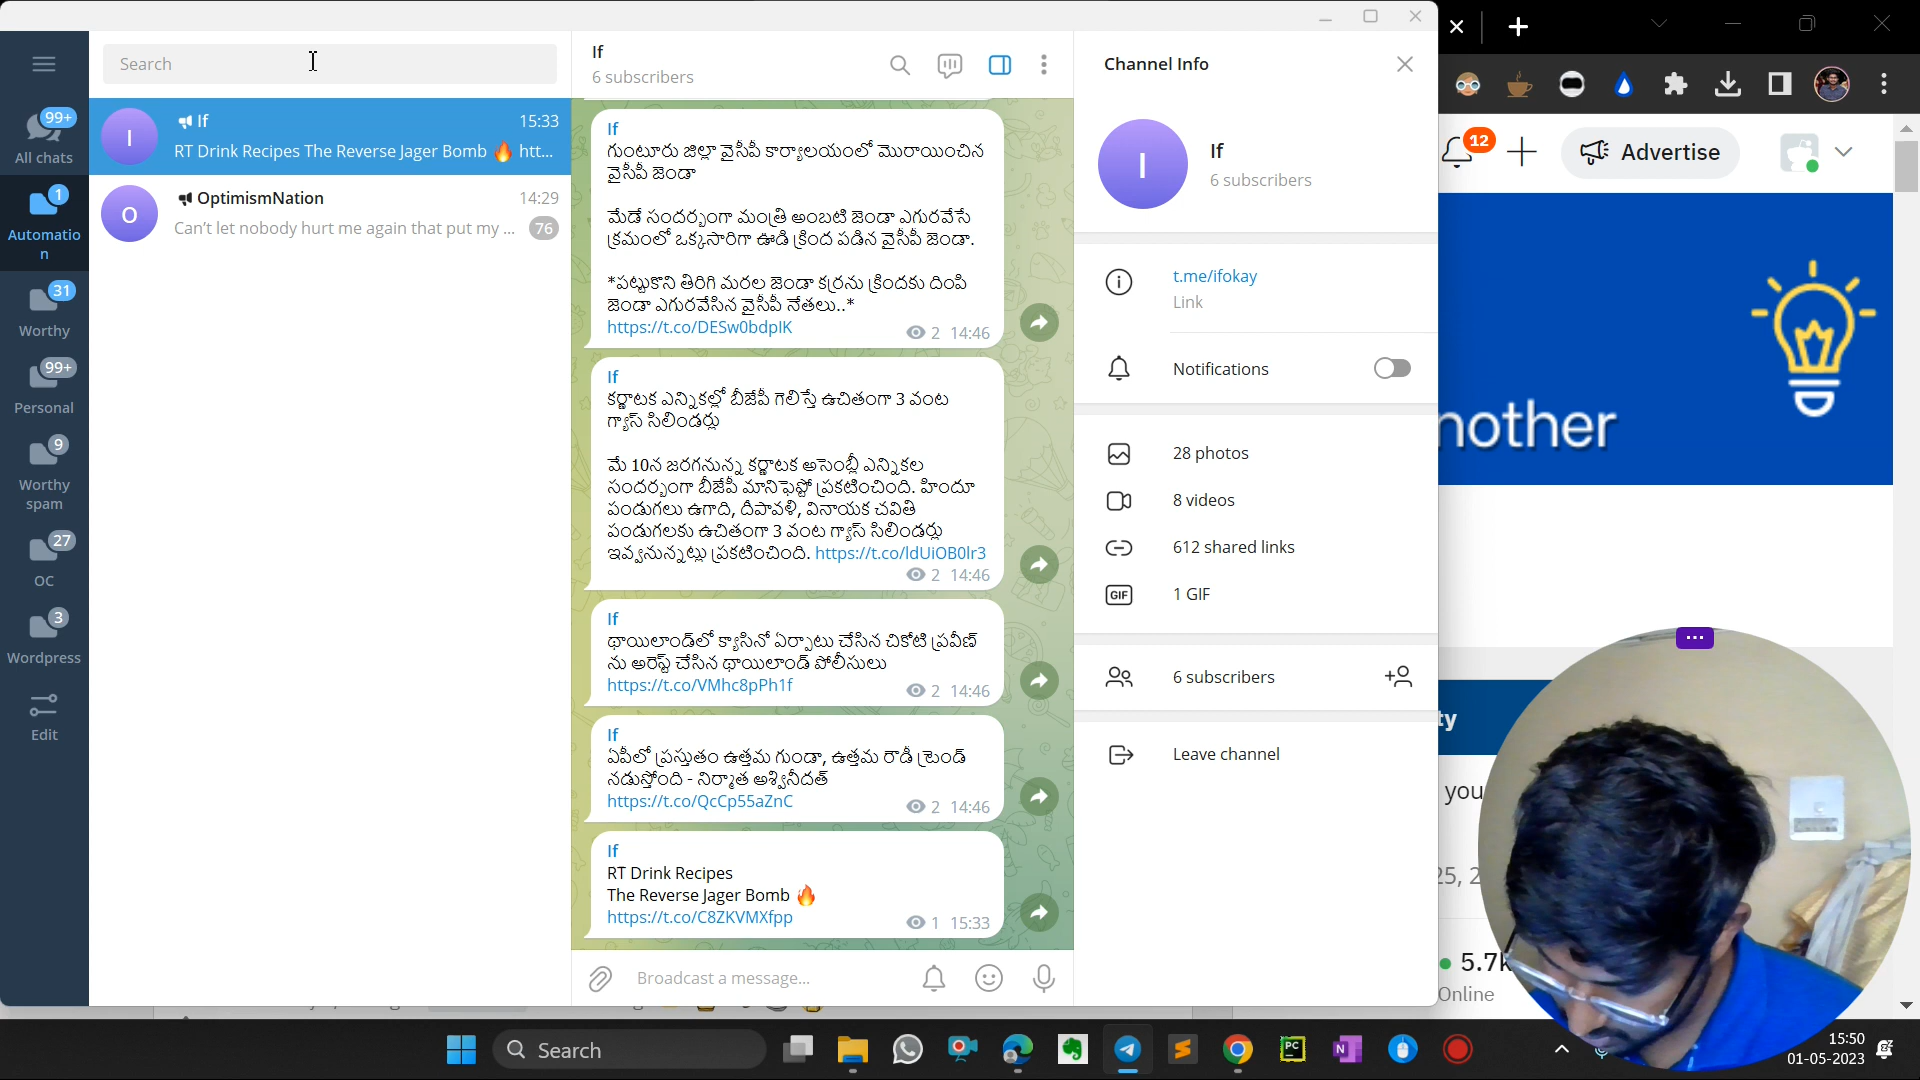 Search
99+
All chats
1
Automatio
n
31
Worthy
99+
Personal
9
Worthy
spam
27
OC
3
Wordpress
Edit
I
If
15:33
RT Drink Recipes The Reverse Jager Bomb 🔥 htt...
O
OptimismNation
14:29
Can't let nobody hurt me again that put my ...
76
If
6 subscribers
If
గుంటూరు జిల్లా వైసీపీ కార్యాలయంలో మొరాయించిన
వైసీపీ జెండా
మేడే సందర్భంగా మంత్రి అంబటి జెండా ఎగురవేసే
క్రమంలో ఒక్కసారిగా ఊడి క్రింద పడిన వైసీపీ జెండా.
*పట్టుకొని తిరిగి మరల జెండా కర్రను క్రిందకు దింపి
జెండా ఎగురవేసిన వైసీపీ నేతలు..*
https://t.co/DESw0bdpIK
2 14:46
If
కర్ణాటక ఎన్నికల్లో బీజేపీ గెలిస్తే ఉచితంగా 3 వంట
గ్యాస్ సిలిండర్లు
మే 10న జరగనున్న కర్ణాటక అసెంబ్లీ ఎన్నికల
సందర్భంగా బీజేపీ మానిఫెస్టో ప్రకటించింది. హిందూ
పండుగలు ఉగాది, దీపావళి, వినాయక చవితి
పండుగలకు ఉచితంగా 3 వంట గ్యాస్ సిలిండర్లు
ఇవ్వనున్నట్లు ప్రకటించింది. https://t.co/ldUiOB0lr3
2 14:46
If
థాయిలాండ్‌లో క్యాసినో ఏర్పాటు చేసిన చికోటి ప్రవీణ్
ను అరెస్ట్ చేసిన థాయిలాండ్ పోలీసులు
https://t.co/VMhc8pPh1f
2 14:46
If
ఏపీలో ప్రస్తుతం ఉత్తమ గుండా, ఉత్తమ రౌడీ ట్రెండ్
నడుస్తోంది - నిర్మాత అశ్వినీదత్
https://t.co/QcCp55aZnC
2 14:46
If
RT Drink Recipes
The Reverse Jager Bomb 🔥
https://t.co/C8ZKVMXfpp
1 15:33
Broadcast a message...
Channel Info
I
If
6 subscribers
t.me/ifokay
Link
Notifications
28 photos
8 videos
612 shared links
GIF
1 GIF
6 subscribers
Leave channel
12
Advertise
nother
ty
you
25, 2
5.7k
Online
Search
PC
15:50
01-05-2023